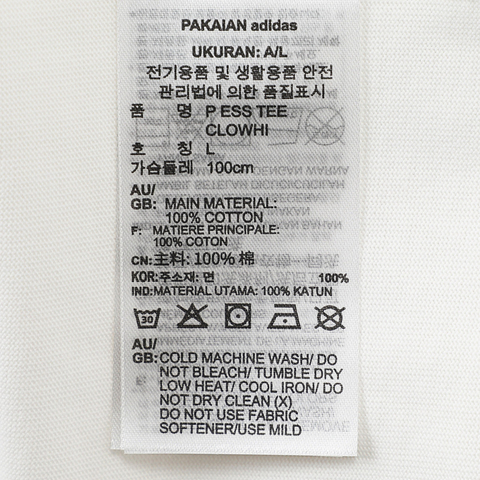 PAKAIAN adidas
UKURAN: A/L
전기용품 및 생활용품 안전
관리법에 의한 품질표시
품 명 P ESS TEE
CLOWHI
호 칭 L
가슴둘레 100cm
AU/
GB: MAIN MATERIAL:
100% COTTON
F: MATIERE PRINCIPALE:
100% COTON
CN: 主料: 100% 棉
KOR: 주소재: 면 100%
IND: MATERIAL UTAMA: 100% KATUN
30
AU/
GB: COLD MACHINE WASH/ DO
NOT BLEACH/ TUMBLE DRY
LOW HEAT/ COOL IRON/ DO
NOT DRY CLEAN (X)
DO NOT USE FABRIC
SOFTENER/USE MILD